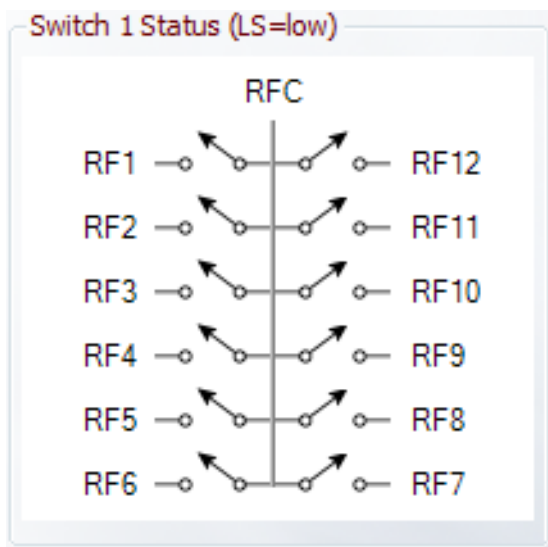 Switch 1 Status (LS=low)
RFC
RF1 RF12
RF2 RF11
RF3 RF10
RF4 RF9
RF5 RF8
RF6 RF7